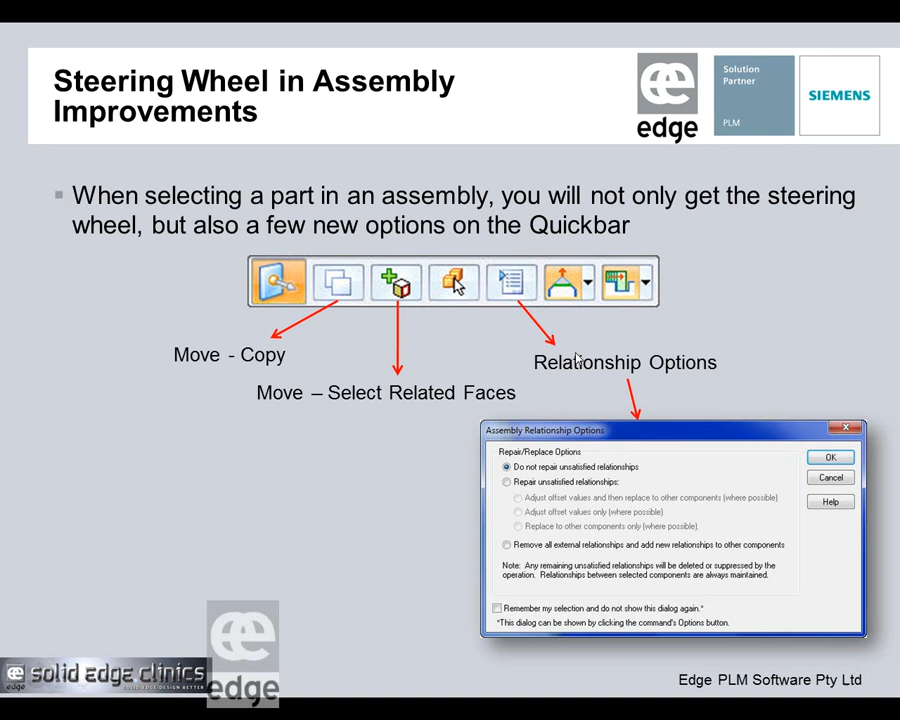 Steering Wheel in Assembly
Improvements
edge
Solution
Partner
PLM
SIEMENS
When selecting a part in an assembly, you will not only get the steering
wheel, but also a few new options on the Quickbar
Move - Copy
Relationship Options
Move – Select Related Faces
Assembly Relationship Options
Repair/Replace Options
Do not repair unsatisfied relationships
Repair unsatisfied relationships:
Adjust offset values and then replace to other components (where possible)
Adjust offset values only (where possible)
Replace to other components only (where possible).
Remove all external relationships and add new relationships to other components
Note: Any remaining unsatisfied relationships will be deleted or suppressed by the
operation. Relationships between selected components are always maintained.
OK
Cancel
Help
Remember my selection and do not show this dialog again.*
*This dialog can be shown by clicking the command's Options button.
edge
solid edge clinics
SOLID EDGE:DESIGN BETTER
edge
Edge PLM Software Pty Ltd